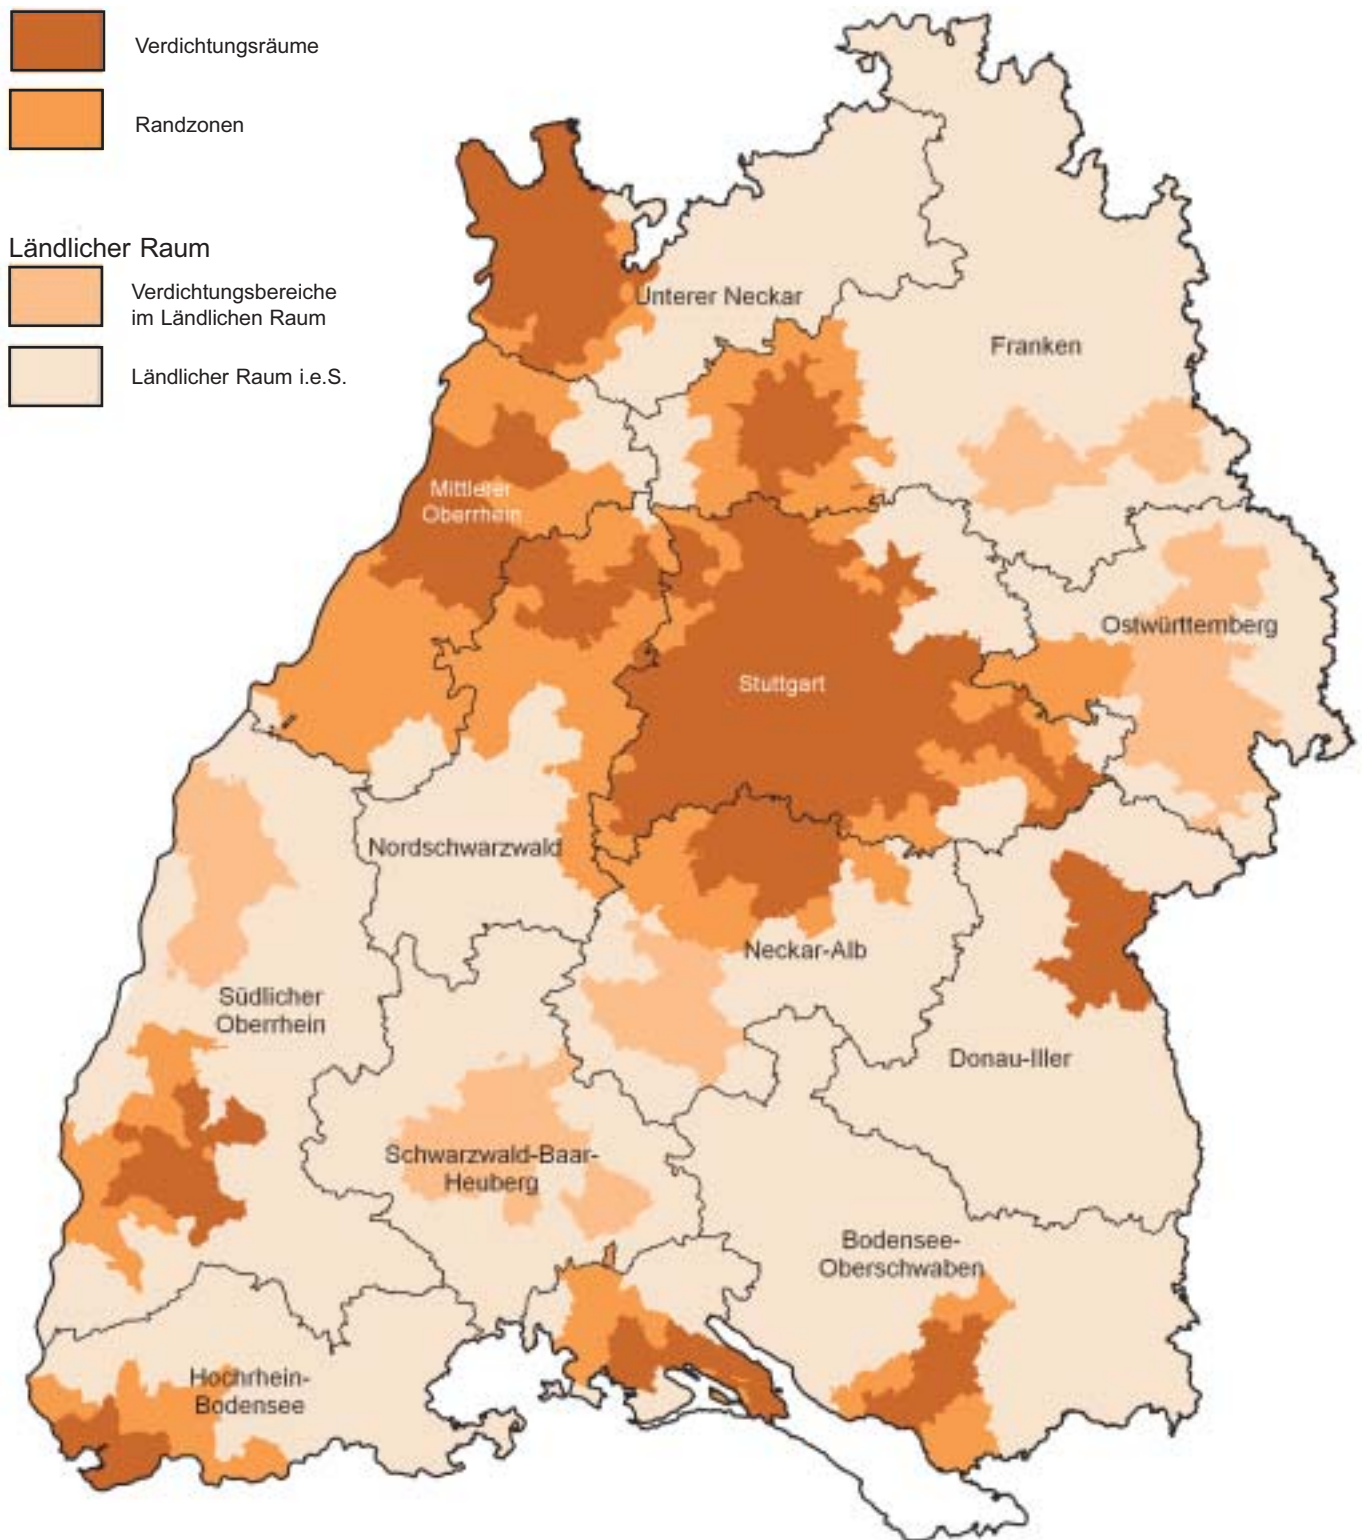 Verdichtungsräume
Randzonen
Ländlicher Raum
Verdichtungsbereiche
im Ländlichen Raum
Ländlicher Raum i.e.S.
Unterer Neckar
Franken
Mittlerer
Oberrhein
Ostwürttemberg
Stuttgart
Nordschwarzwald
Neckar-Alb
Südlicher
Oberrhein
Donau-Iller
Schwarzwald-Baar-
Heuberg
Bodensee-
Oberschwaben
Hochrhein-
Bodensee